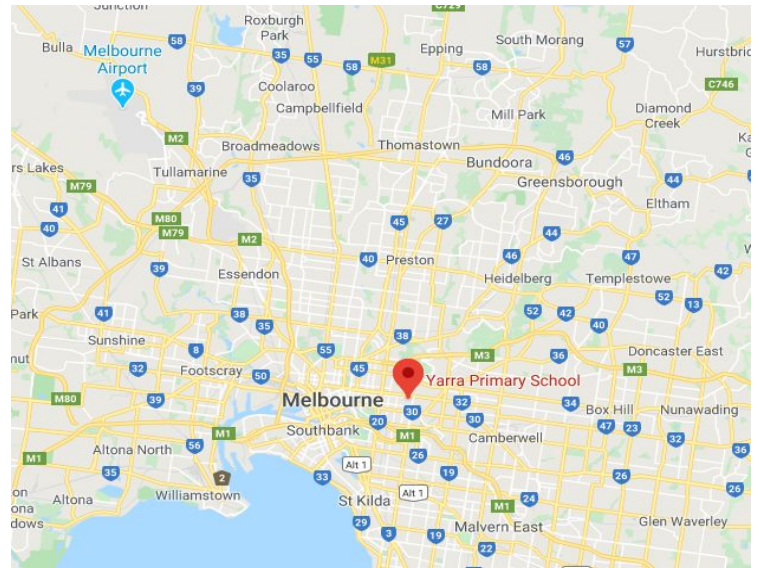 C729
Roxburgh
Park
Bulla
58
Melbourne
Airport
35
55
58
M31
Epping
South Morang
57
Hurstbrid
39
Coolaroo
58
C746
Campbellfield
Mill Park
Diamond
Creek
M2
Broadmeadows
Thomastown
Ka
rs Lakes
Tullamarine
35
Bundoora
46
Greensborough
44
M79
41
M80
40
M79
M2
45
27
Eltham
44
St Albans
39
Essendon
40
Preston
46
47
42
Heidelberg
Templestowe
52
13
Park
41
38
35
52
42
40
Sunshine
8
55
38
M3
36
Doncaster East
nut
32
Footscray
50
45
Yarra Primary School
M3
M80
39
Melbourne
30
32
34
Box Hill
Nunawading
M1
Southbank
20
30
47
23
32
Altona North
56
M1
Camberwell
36
M1
35
2
33
Alt 1
26
19
26
26
on
ona
dows
Altona
Williamstown
St Kilda
Alt 1
24
M1
29
3
19
Malvern East
Glen Waverley
22